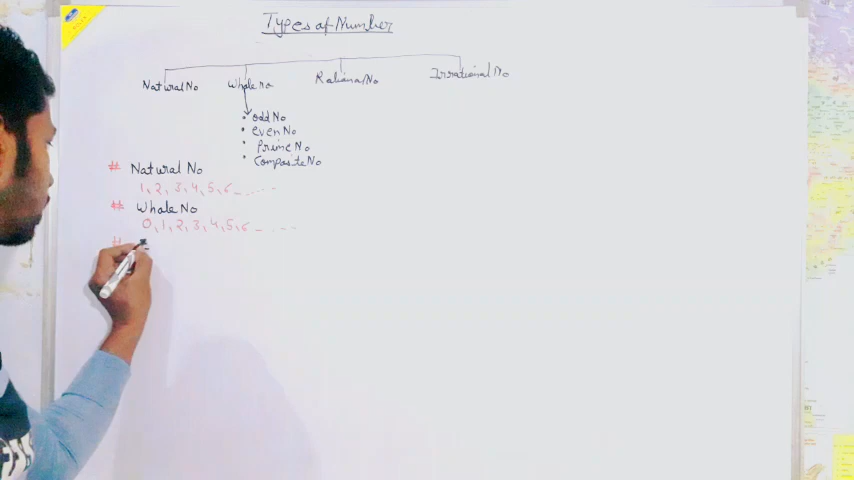 Types of Number
Natural No Whole no Rational No Irrational No
• odd No
• even No
• Prime No
• Composite No
# Natural No
1, 2, 3, 4, 5, 6 _ . . . . .
# Whole No
0, 1, 2, 3, 4, 5, 6 _ . . . .
#